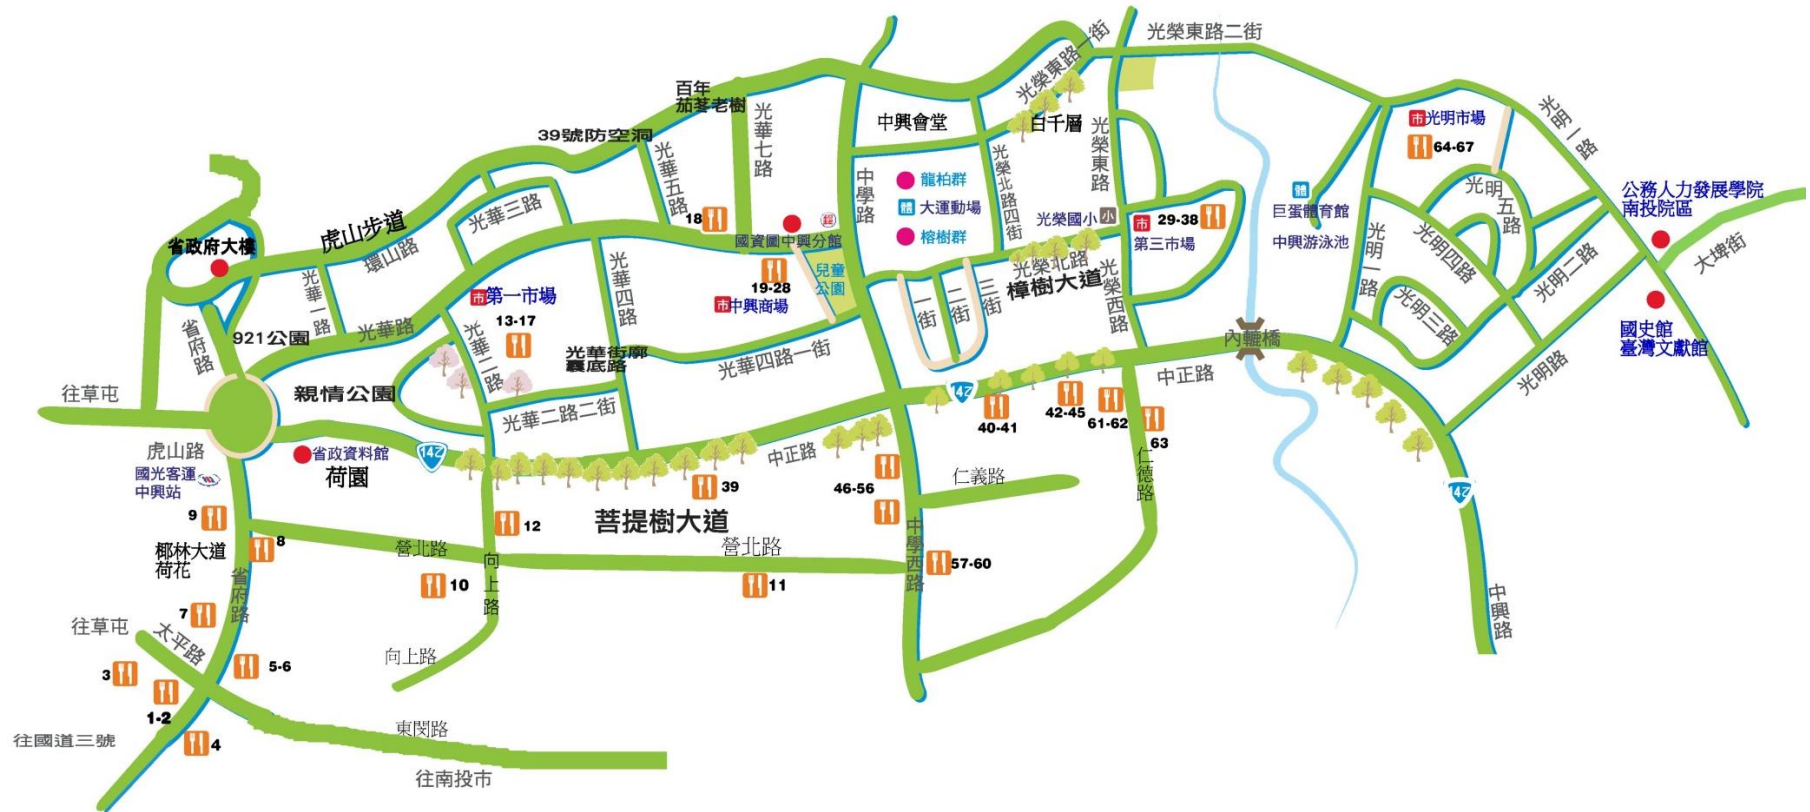 光榮東路二街
光榮東路一街
百年
茄苳老樹
光華七路
中興會堂
白千層
光榮東路
市
光明市場
64-67
光明一路
39號防空洞
光華五路
中學路
龍柏群
體
大運動場
榕樹群
光榮北路四街
光榮國小
小
市
29-38
第三市場
體
巨蛋體育館
中興游泳池
光明五路
公務人力發展學院
南投院區
大埤街
虎山步道
環山路
光華三路
18
國資圖中興分館
超
省政府大樓
光華一路
光華四路
19-28
市
中興商場
兒童
公園
光榮北路
樟樹大道
一街
二街
三街
光榮西路
光明一路
光明四路
光明三路
光明二路
國史館
臺灣文獻館
市
第一市場
13-17
省府路
921公園
光華路
光華二路
光華街廓
囊底路
光華四路一街
內轆橋
中正路
光明路
往草屯
親情公園
光華二路二街
14乙
40-41
42-45
61-62
63
虎山路
國光客運
中興站
省政資料館
荷園
14乙
39
中正路
46-56
仁義路
仁德路
14乙
9
8
椰林大道
荷花
12
菩提樹大道
營北路
營北路
10
11
向上路
中學西路
57-60
中興路
省府路
7
往草屯
太平路
向上路
3
5-6
1-2
4
東閔路
往國道三號
往南投市